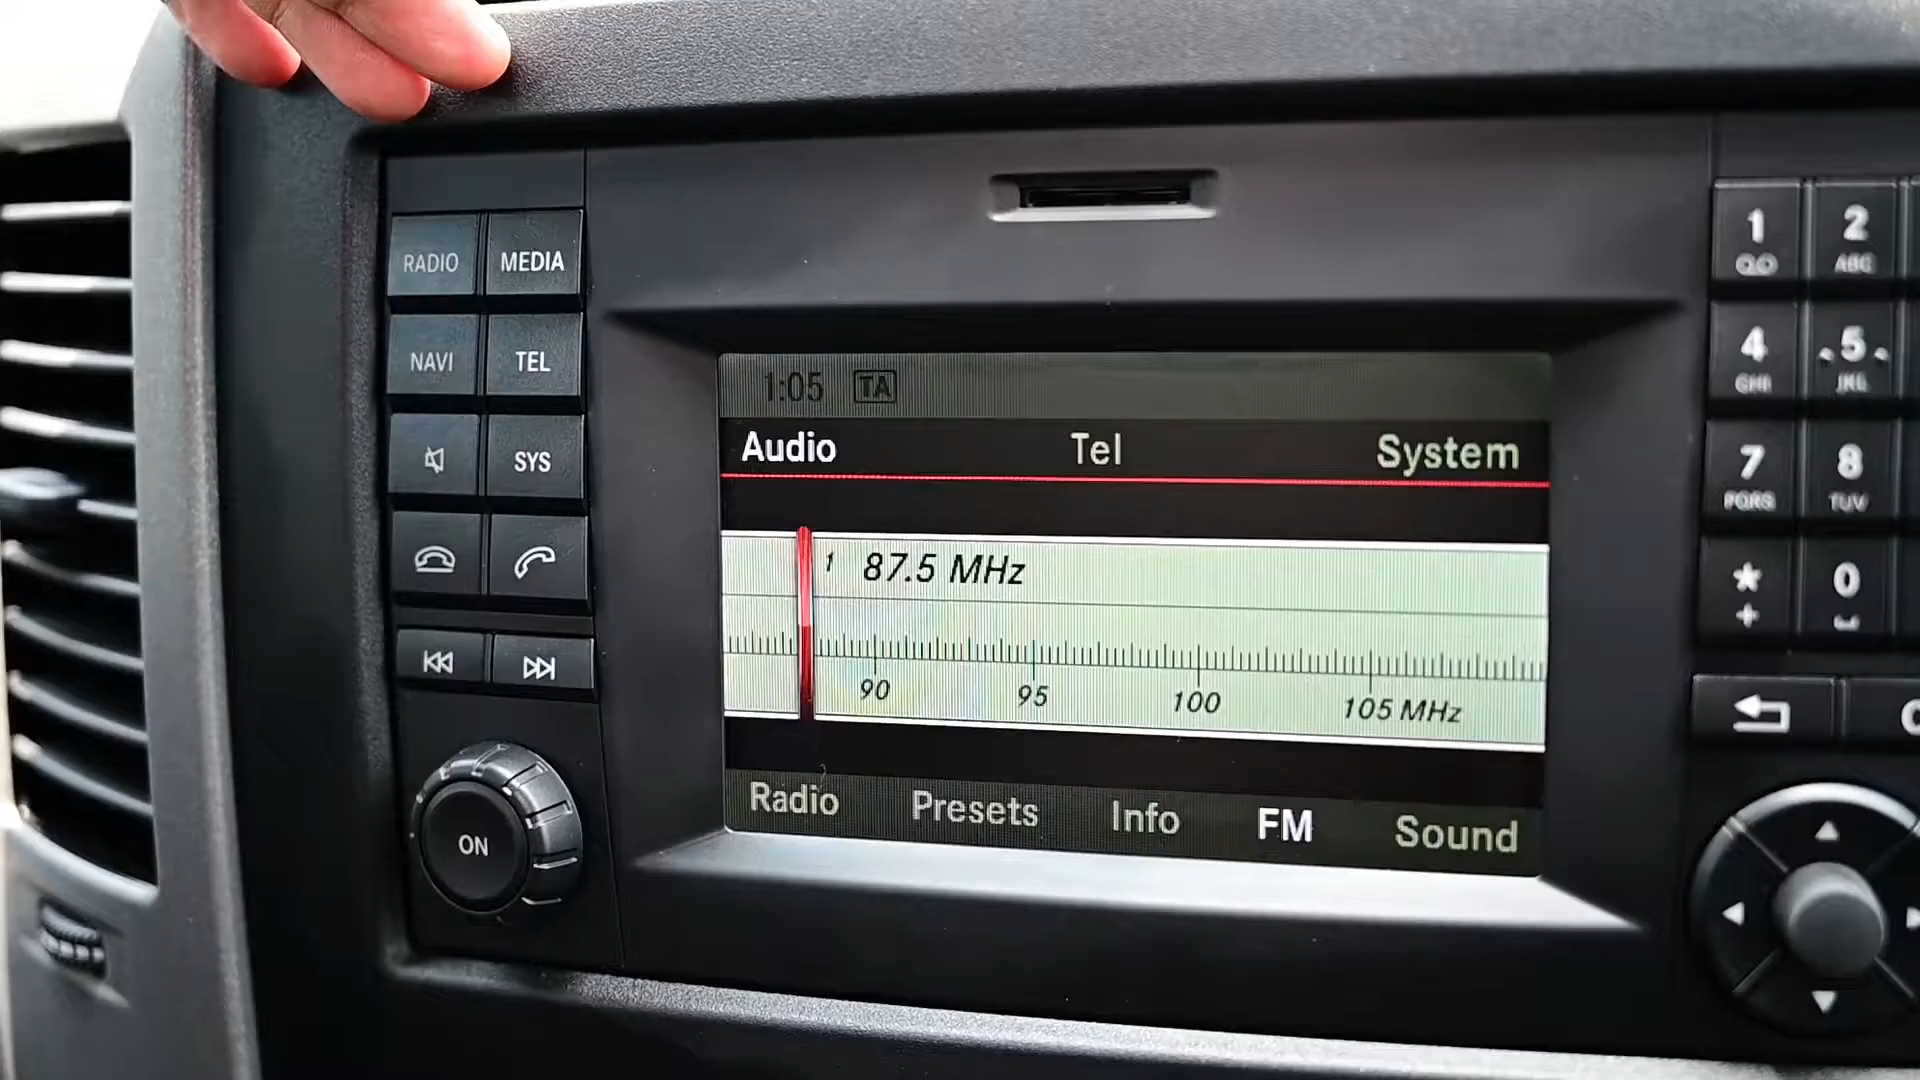 RADIO MEDIA
NAVI TEL
SYS
ON
1:05 TA
Audio Tel System
1 87.5 MHz
90 95 100 105 MHz
Radio Presets Info FM Sound
1 2
ABC
4 5
GHI JKL
7 8
PQRS TUV
* 0
+